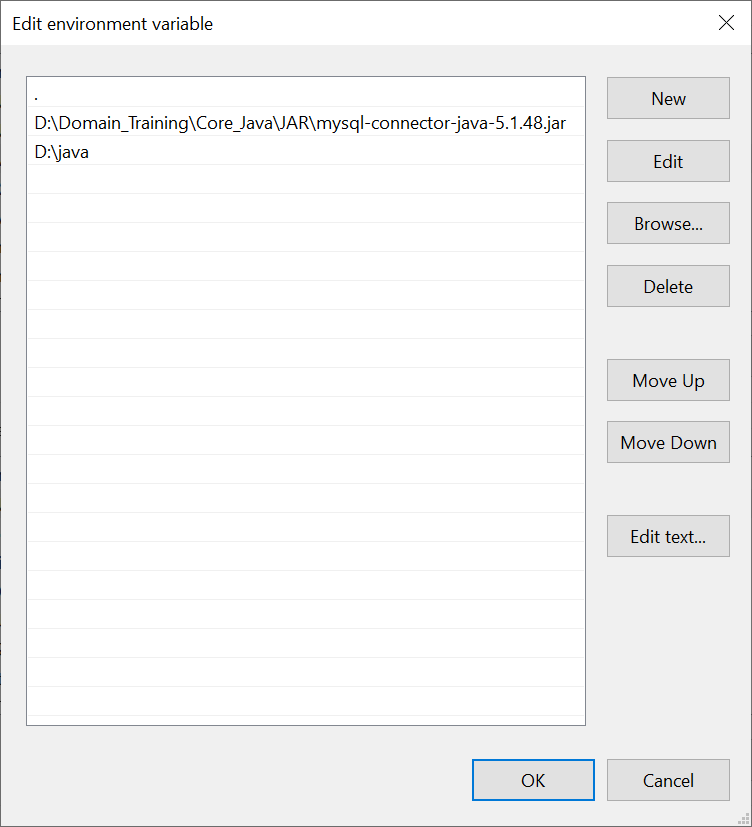 Edit environment variable
.
D:\Domain_Training\Core_Java\JAR\mysql-connector-java-5.1.48.jar
D:\java
New
Edit
Browse...
Delete
Move Up
Move Down
Edit text...
OK
Cancel